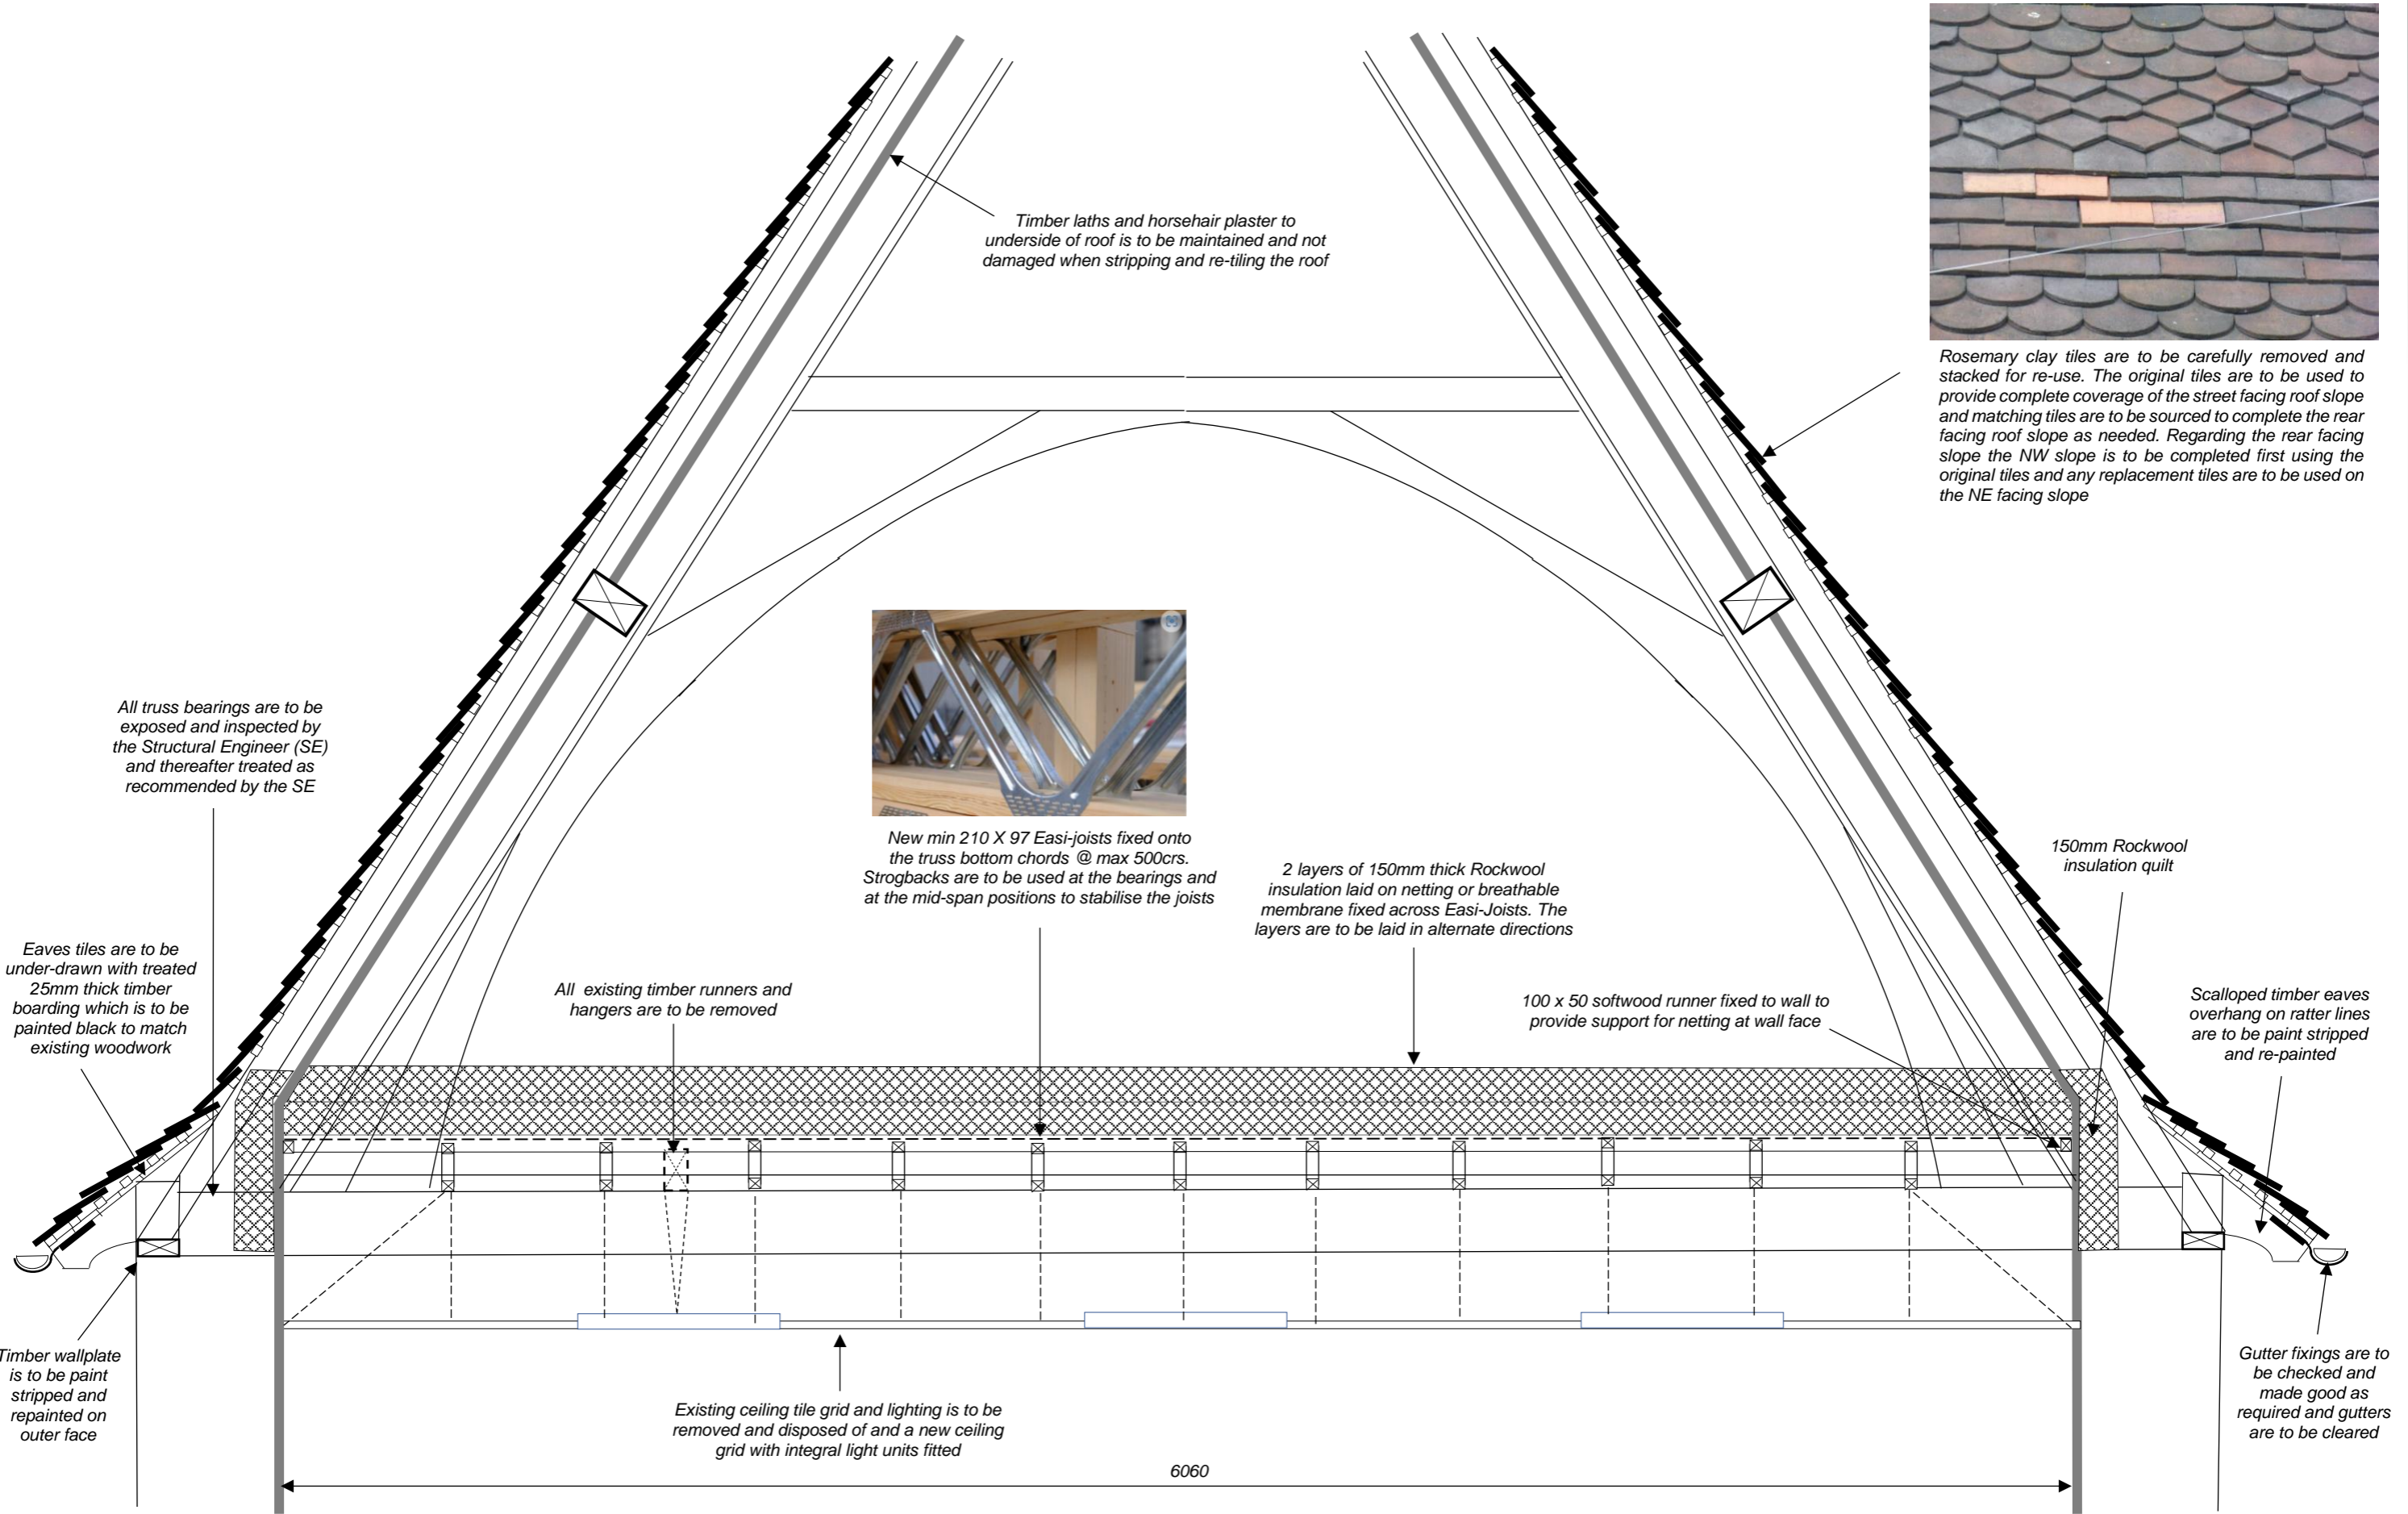 Timber laths and horsehair plaster to
underside of roof is to be maintained and not
damaged when stripping and re-tiling the roof
Rosemary clay tiles are to be carefully removed and
stacked for re-use. The original tiles are to be used to
provide complete coverage of the street facing roof slope
and matching tiles are to be sourced to complete the rear
facing roof slope as needed. Regarding the rear facing
slope the NW slope is to be completed first using the
original tiles and any replacement tiles are to be used on
the NE facing slope
All truss bearings are to be
exposed and inspected by
the Structural Engineer (SE)
and thereafter treated as
recommended by the SE
New min 210 X 97 Easi-joists fixed onto
the truss bottom chords @ max 500crs.
Strogbacks are to be used at the bearings and
at the mid-span positions to stabilise the joists
2 layers of 150mm thick Rockwool
insulation laid on netting or breathable
membrane fixed across Easi-Joists. The
layers are to be laid in alternate directions
150mm Rockwool
insulation quilt
Eaves tiles are to be
under-drawn with treated
25mm thick timber
boarding which is to be
painted black to match
existing woodwork
All existing timber runners and
hangers are to be removed
100 x 50 softwood runner fixed to wall to
provide support for netting at wall face
Scalloped timber eaves
overhang on ratter lines
are to be paint stripped
and re-painted
Timber wallplate
is to be paint
stripped and
repainted on
outer face
Existing ceiling tile grid and lighting is to be
removed and disposed of and a new ceiling
grid with integral light units fitted
Gutter fixings are to
be checked and
made good as
required and gutters
are to be cleared
6060